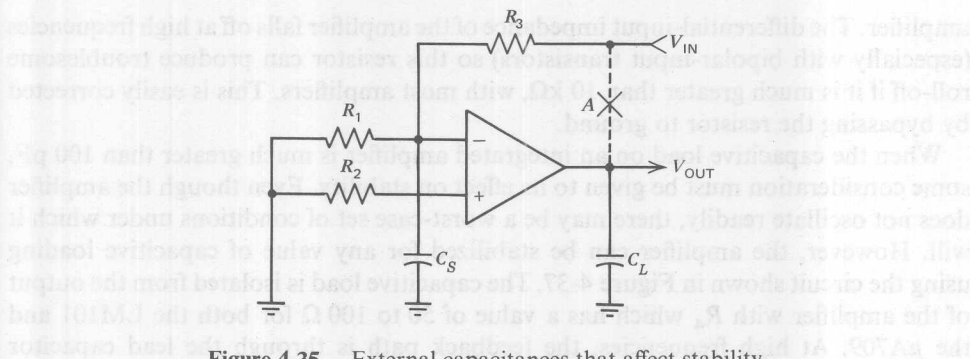 R3
VIN
A
R1
R2
−
+
VOUT
CS
CL
Figure 4-35 External capacitances that affect stability.
amplifier. The differential input impedance of the amplifier falls off at high frequencies
(especially with bipolar-input transistors) so this resistor can produce troublesome
roll-off if it is much greater than 10 kΩ, with most amplifiers. This is easily corrected
by bypassing the resistor to ground.
When the capacitive load on an integrated amplifier is much greater than 100 pF,
some consideration must be given to its effect on stability. Even though the amplifier
does not oscillate readily, there may be a worst-case set of conditions under which it
will. However, the amplifier can be stabilized for any value of capacitive loading
using the circuit shown in Figure 4-37. The capacitive load is isolated from the output
of the amplifier with R4 which has a value of 50 to 100 Ω for both the LM101 and
the μA709. At high frequencies, the feedback path is through the lead capacitor